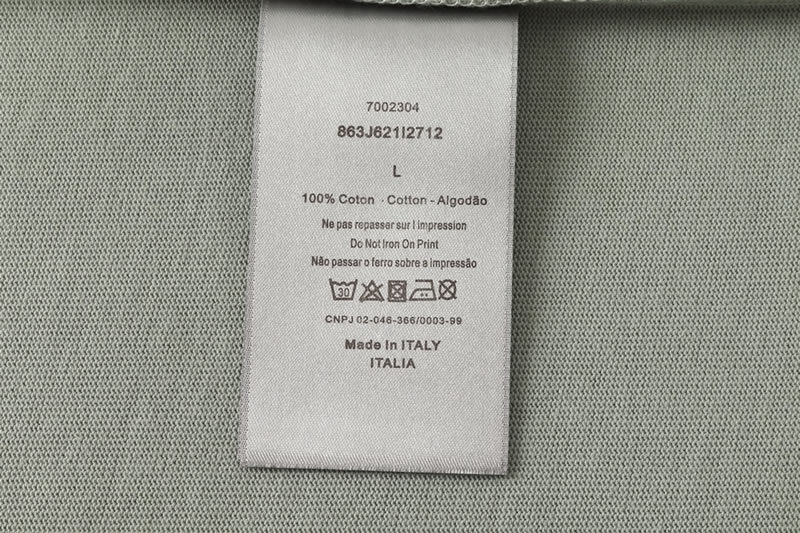 7002304
863J621I2712
L
100% Coton · Cotton - Algodão
Ne pas repasser sur l impression
Do Not Iron On Print
Não passar o ferro sobre a impressão
30
CNPJ 02-046-366/0003-99
Made In ITALY
ITALIA